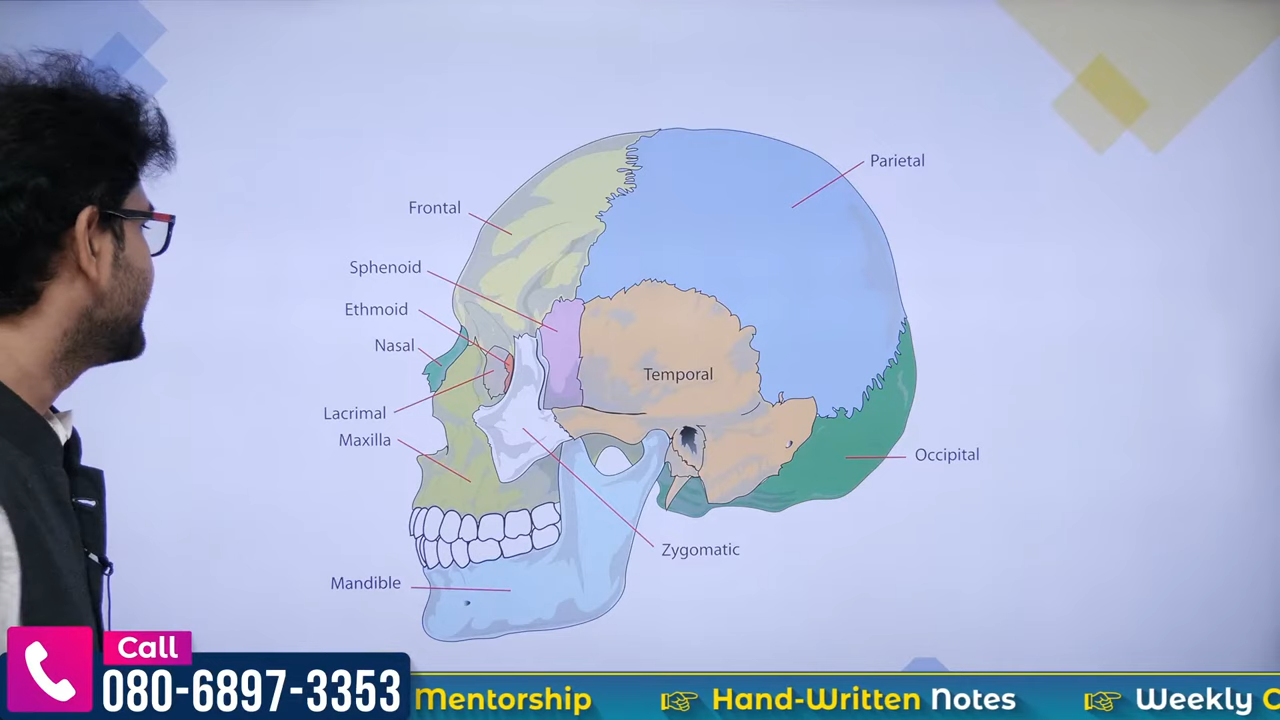 Parietal
Frontal
Sphenoid
Ethmoid
Nasal
Temporal
Lacrimal
Maxilla
Occipital
Zygomatic
Mandible
Call
080-6897-3353
Mentorship
Hand-Written Notes
Weekly